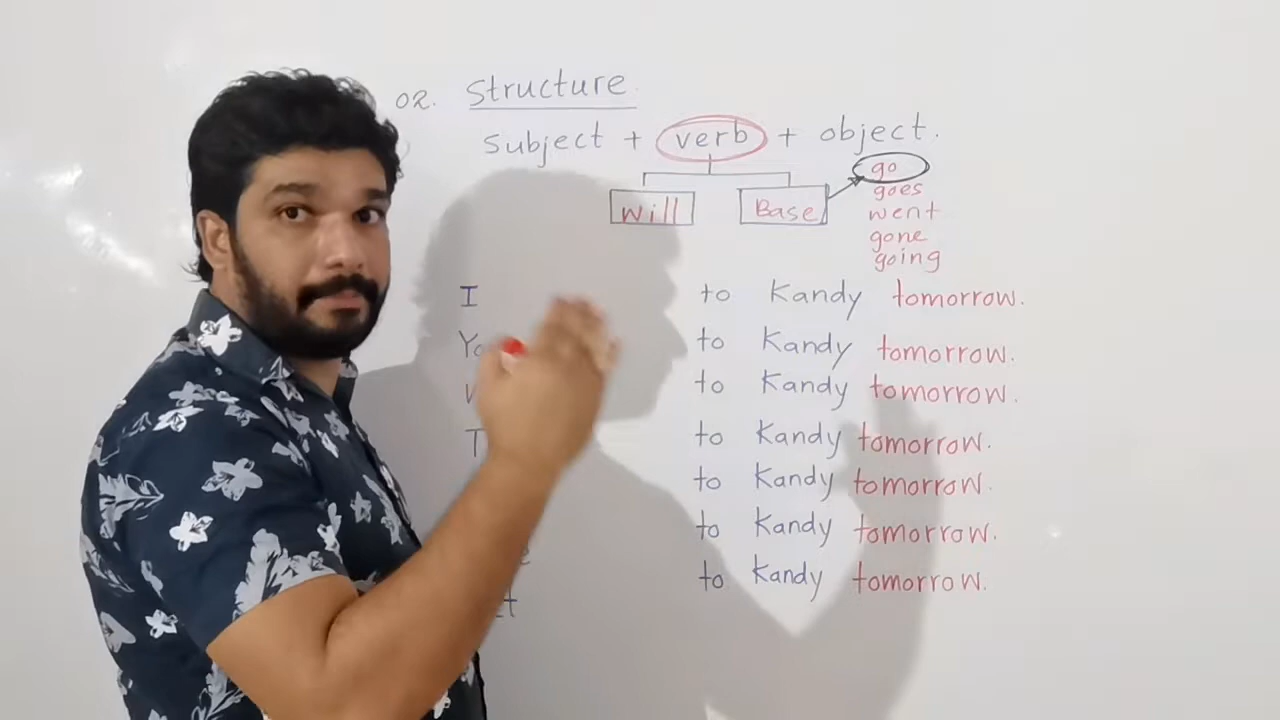 02. Structure.
subject + verb + object.
will Base go
goes
went
gone
going
I to Kandy tomorrow.
to Kandy tomorrow.
to Kandy tomorrow.
to Kandy tomorrow.
to Kandy tomorrow.
to Kandy tomorrow.
to Kandy tomorrow.